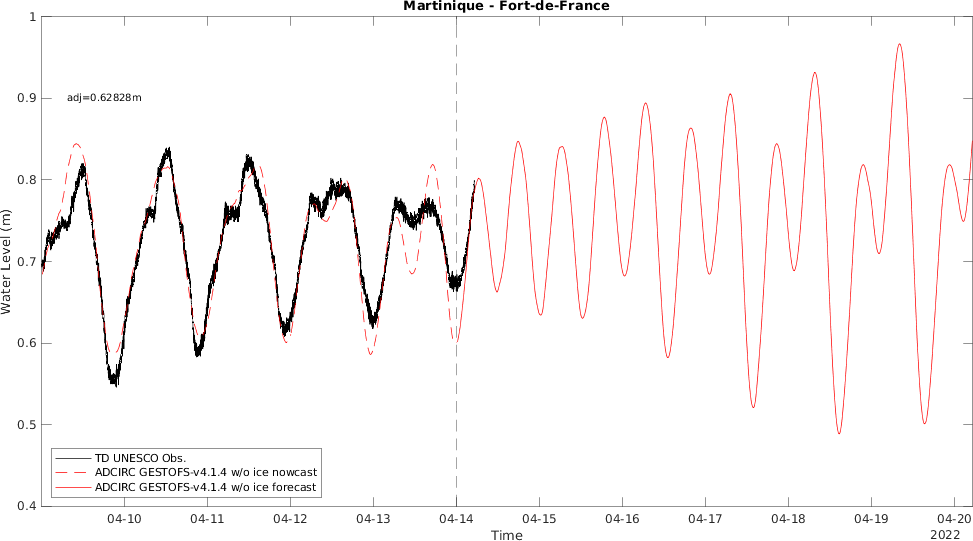 Martinique - Fort-de-France
1
0.9
0.8
0.7
0.6
0.5
0.4
Water Level (m)
adj=0.62828m
TD UNESCO Obs.
ADCIRC GESTOFS-v4.1.4 w/o ice nowcast
ADCIRC GESTOFS-v4.1.4 w/o ice forecast
04-10 04-11 04-12 04-13 04-14 04-15 04-16 04-17 04-18 04-19 04-20
Time
2022